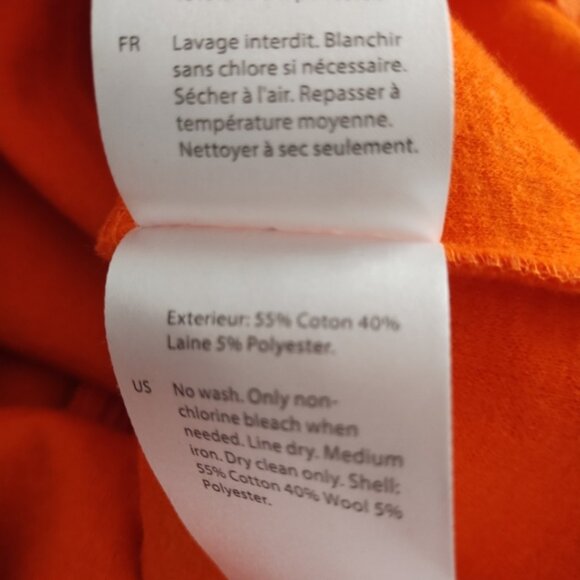 FR Lavage interdit. Blanchir
sans chlore si nécessaire.
Sécher à l'air. Repasser à
température moyenne.
Nettoyer à sec seulement.
Exterieur: 55% Coton 40%
Laine 5% Polyester.
US No wash. Only non-
chlorine bleach when
needed. Line dry. Medium
iron. Dry clean only. Shell:
55% Cotton 40% Wool 5%
Polyester.